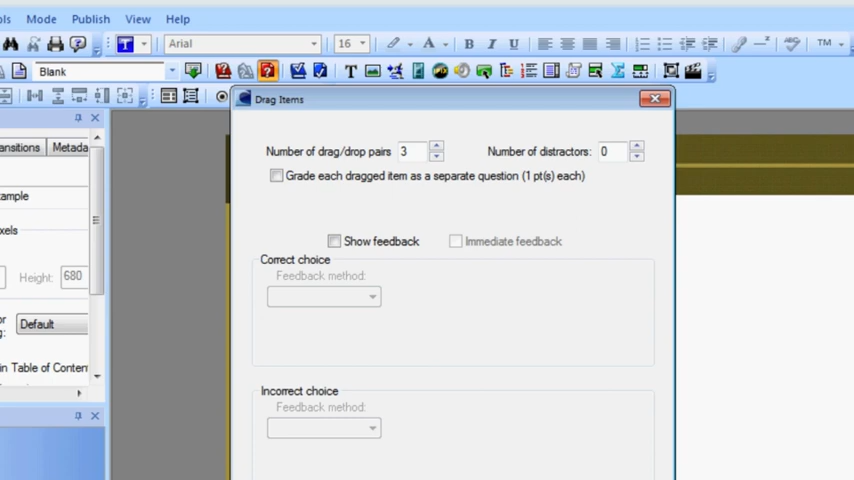 ols Mode Publish View Help
T Arial 16 A B I U ABC TM
Blank T
Drag Items
ansitions Metada
Number of drag/drop pairs 3 Number of distractors: 0
Grade each dragged item as a separate question (1 pt(s) each)
ample
xels
Show feedback Immediate feedback
Correct choice
Height: 680 Feedback method:
or
g: Default
in Table of Conten
Incorrect choice
Feedback method: